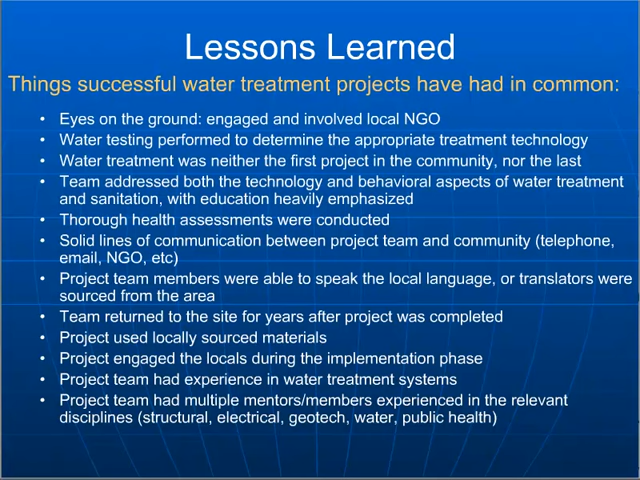 Lessons Learned
Things successful water treatment projects have had in common:
• Eyes on the ground: engaged and involved local NGO
• Water testing performed to determine the appropriate treatment technology
• Water treatment was neither the first project in the community, nor the last
• Team addressed both the technology and behavioral aspects of water treatment
and sanitation, with education heavily emphasized
• Thorough health assessments were conducted
• Solid lines of communication between project team and community (telephone,
email, NGO, etc)
• Project team members were able to speak the local language, or translators were
sourced from the area
• Team returned to the site for years after project was completed
• Project used locally sourced materials
• Project engaged the locals during the implementation phase
• Project team had experience in water treatment systems
• Project team had multiple mentors/members experienced in the relevant
disciplines (structural, electrical, geotech, water, public health)